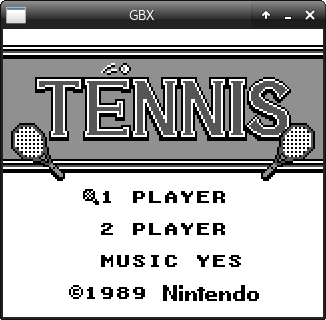 GBX
TENNIS
1 PLAYER
2 PLAYER
MUSIC YES
©1989 Nintendo